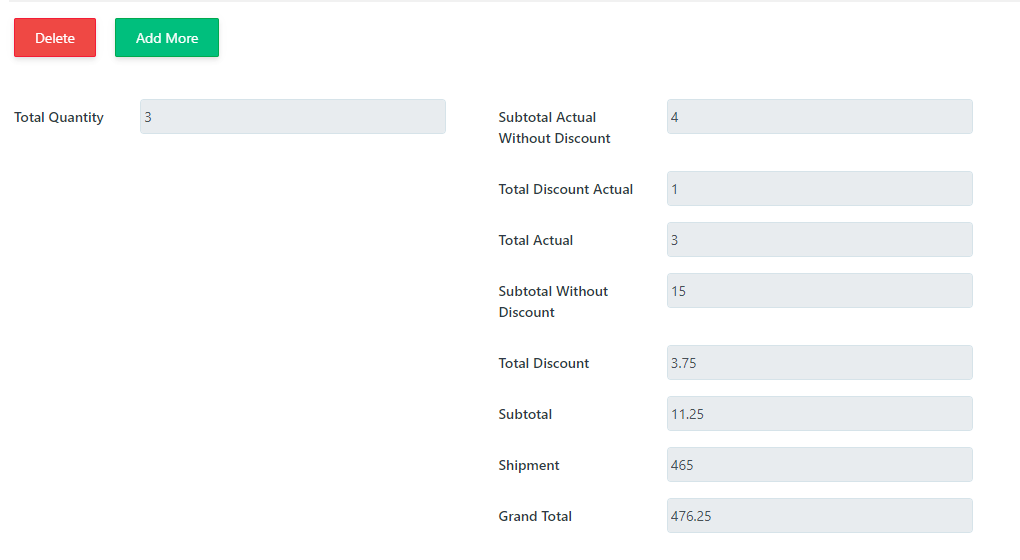 Delete
Add More
Total Quantity
3
Subtotal Actual
Without Discount
4
Total Discount Actual
1
Total Actual
3
Subtotal Without
Discount
15
Total Discount
3.75
Subtotal
11.25
Shipment
465
Grand Total
476.25